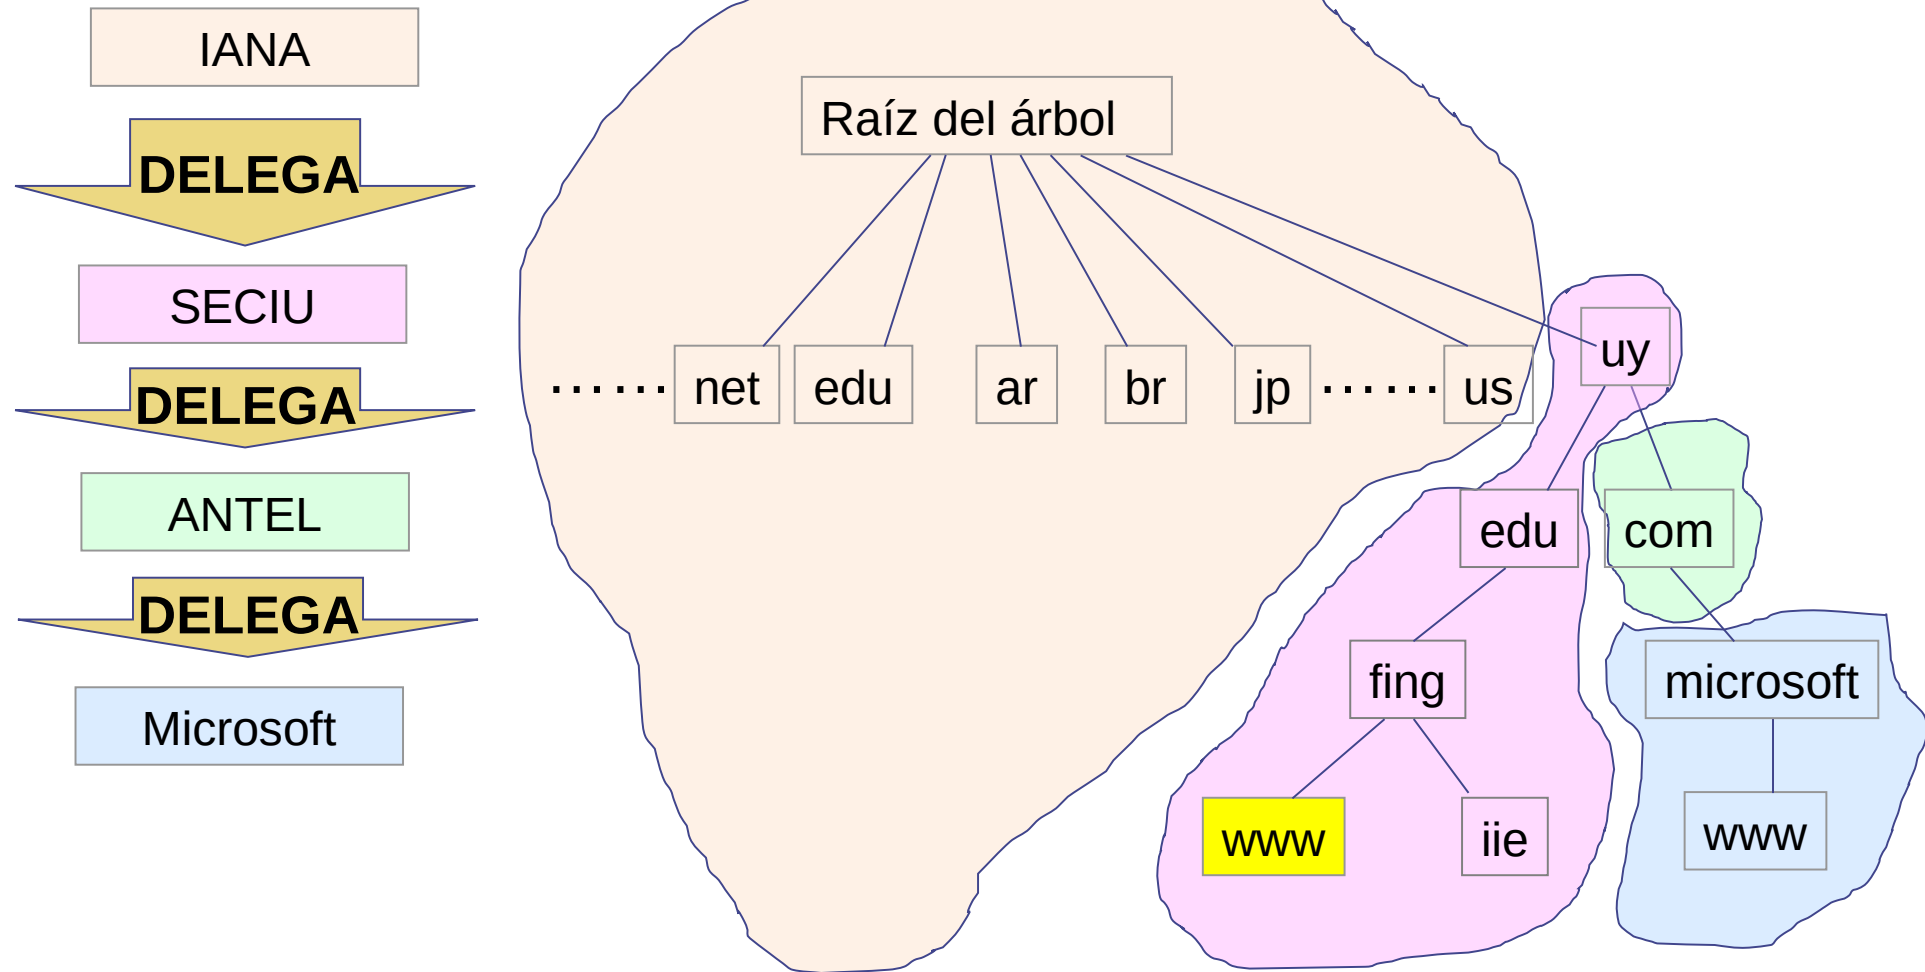 IANA
DELEGA
SECIU
DELEGA
ANTEL
DELEGA
Microsoft
Raíz del árbol
...... net edu ar br jp ...... us uy
edu com
fing microsoft
www iie www